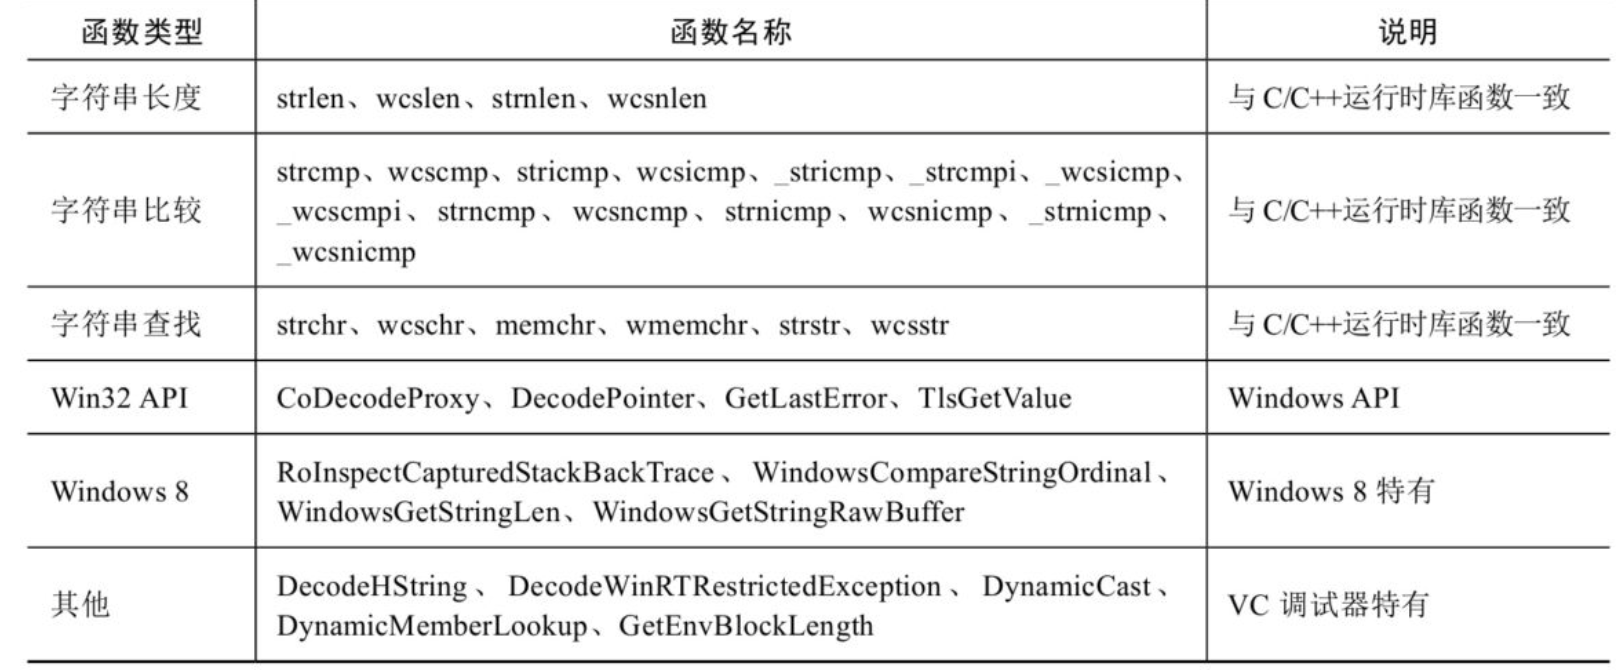 函数类型 函数名称 说明
字符串长度 strlen、wcslen、strnlen、wcsnlen 与 C/C++运行时库函数一致
strcmp、wcscmp、stricmp、wcsicmp、_stricmp、_strcmpi、_wcsicmp、
字符串比较 _wcscmpi、strncmp、wcsncmp、strnicmp、wcsnicmp、_strnicmp、 与 C/C++运行时库函数一致
_wcsnicmp
字符串查找 strchr、wcschr、memchr、wmemchr、strstr、wcsstr 与 C/C++运行时库函数一致
Win32 API CoDecodeProxy、DecodePointer、GetLastError、TlsGetValue Windows API
Windows 8 RoInspectCapturedStackBackTrace、WindowsCompareStringOrdinal、 Windows 8 特有
WindowsGetStringLen、WindowsGetStringRawBuffer
其他 DecodeHString、DecodeWinRTRestrictedException、DynamicCast、 VC 调试器特有
DynamicMemberLookup、GetEnvBlockLength